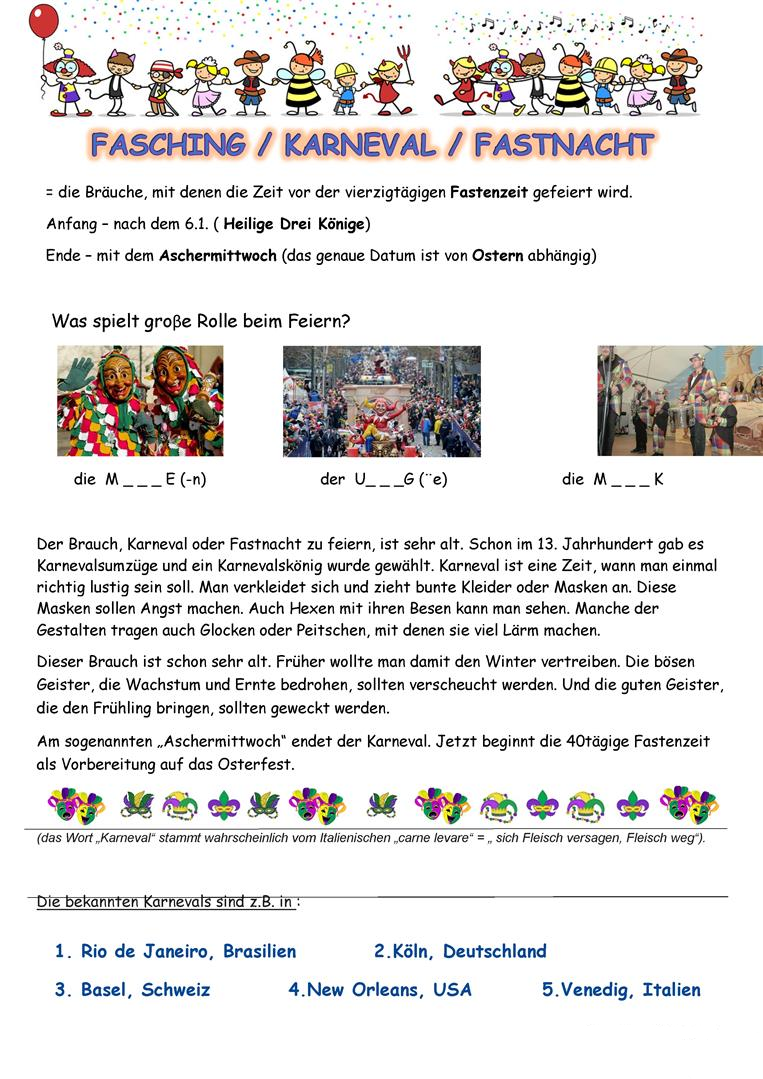 FASCHING / KARNEVAL / FASTNACHT
= die Bräuche, mit denen die Zeit vor der vierzigtägigen Fastenzeit gefeiert wird.
Anfang – nach dem 6.1. ( Heilige Drei Könige)
Ende – mit dem Aschermittwoch (das genaue Datum ist von Ostern abhängig)
Was spielt groβe Rolle beim Feiern?
die M _ _ _ E (-n) der U_ _ _G (¨e) die M _ _ _ K
Der Brauch, Karneval oder Fastnacht zu feiern, ist sehr alt. Schon im 13. Jahrhundert gab es
Karnevalsumzüge und ein Karnevalskönig wurde gewählt. Karneval ist eine Zeit, wann man einmal
richtig lustig sein soll. Man verkleidet sich und zieht bunte Kleider oder Masken an. Diese
Masken sollen Angst machen. Auch Hexen mit ihren Besen kann man sehen. Manche der
Gestalten tragen auch Glocken oder Peitschen, mit denen sie viel Lärm machen.
Dieser Brauch ist schon sehr alt. Früher wollte man damit den Winter vertreiben. Die bösen
Geister, die Wachstum und Ernte bedrohen, sollten verscheucht werden. Und die guten Geister,
die den Frühling bringen, sollten geweckt werden.
Am sogenannten „Aschermittwoch“ endet der Karneval. Jetzt beginnt die 40tägige Fastenzeit
als Vorbereitung auf das Osterfest.
(das Wort „Karneval“ stammt wahrscheinlich vom Italienischen „carne levare“ = „ sich Fleisch versagen, Fleisch weg“).
Die bekannten Karnevals sind z.B. in :
1. Rio de Janeiro, Brasilien 2.Köln, Deutschland
3. Basel, Schweiz 4.New Orleans, USA 5.Venedig, Italien